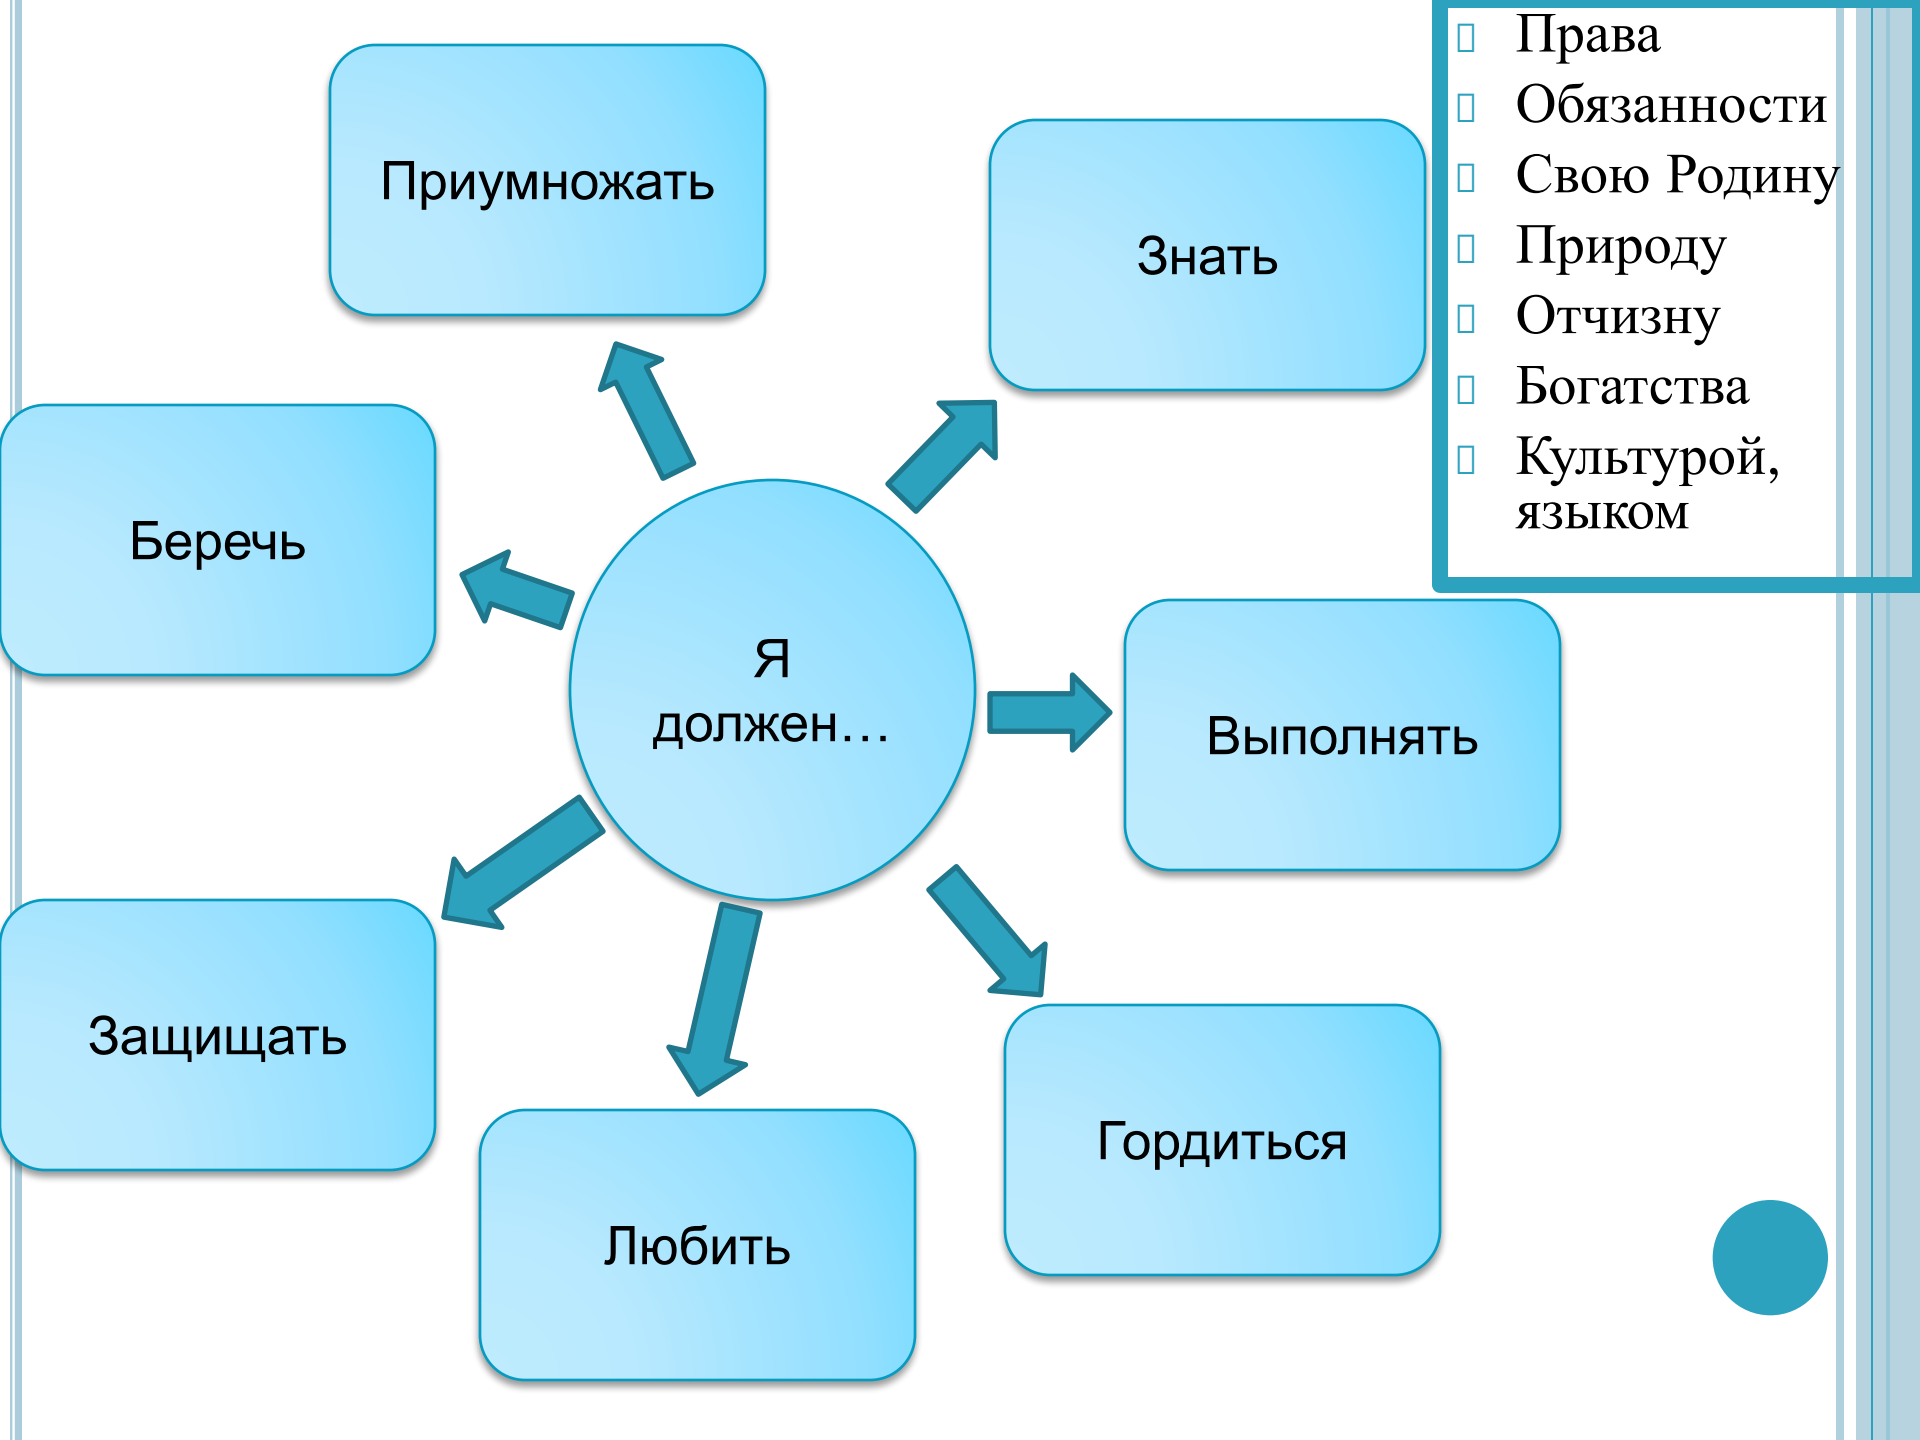 Приумножать
Знать
Права
Обязанности
Свою Родину
Природу
Отчизну
Богатства
Культурой,
языком
Беречь
Я
должен…
Выполнять
Защищать
Гордиться
Любить